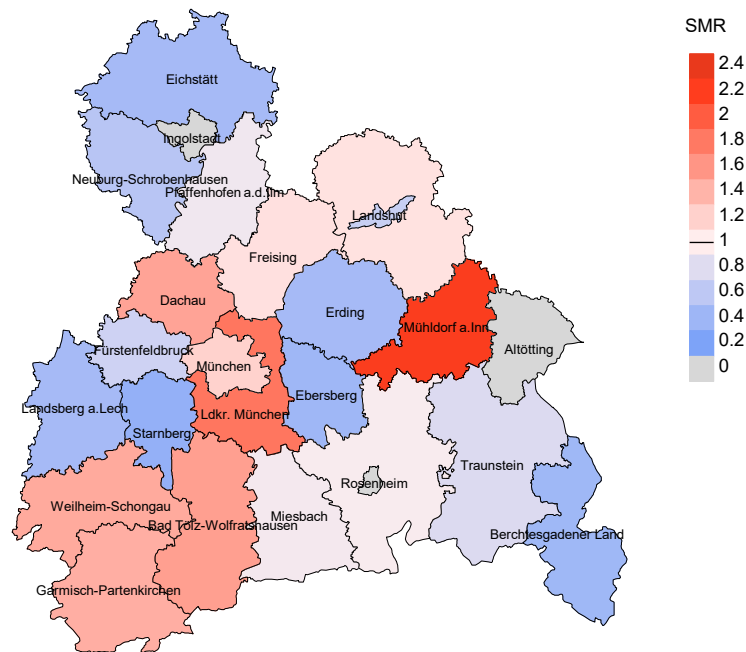 SMR
2.4
2.2
2
1.8
1.6
1.4
1.2
1
0.8
0.6
0.4
0.2
0
Eichstätt
Ingolstadt
Neuburg-Schrobenhausen
Pfaffenhofen a.d.Ilm
Landshut
Freising
Dachau
Erding
Mühldorf a.Inn
Altötting
Fürstenfeldbruck
München
Ebersberg
Landsberg a.Lech
Ldkr. München
Starnberg
Traunstein
Rosenheim
Weilheim-Schongau
Miesbach
Bad Tölz-Wolfratshausen
Berchtesgadener Land
Garmisch-Partenkirchen